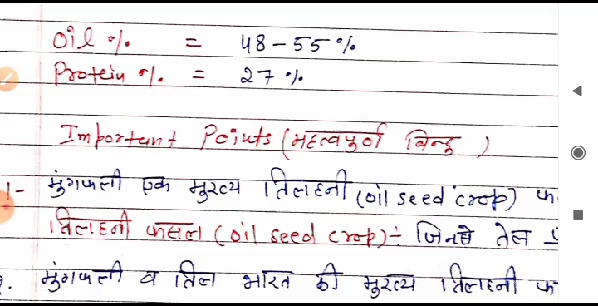 Oil % = 48-55%
Protein %. = 27 %
Important Points (महत्वपूर्ण बिन्दु )
1- मुंगफली एक मुख्य तिलहनी (oil seed crop) फ
तिलहनी फसल (oil seed crop)÷ जिनसे तेल
मुंगफली व तिल भारत की मुख्य तिलहनी फ